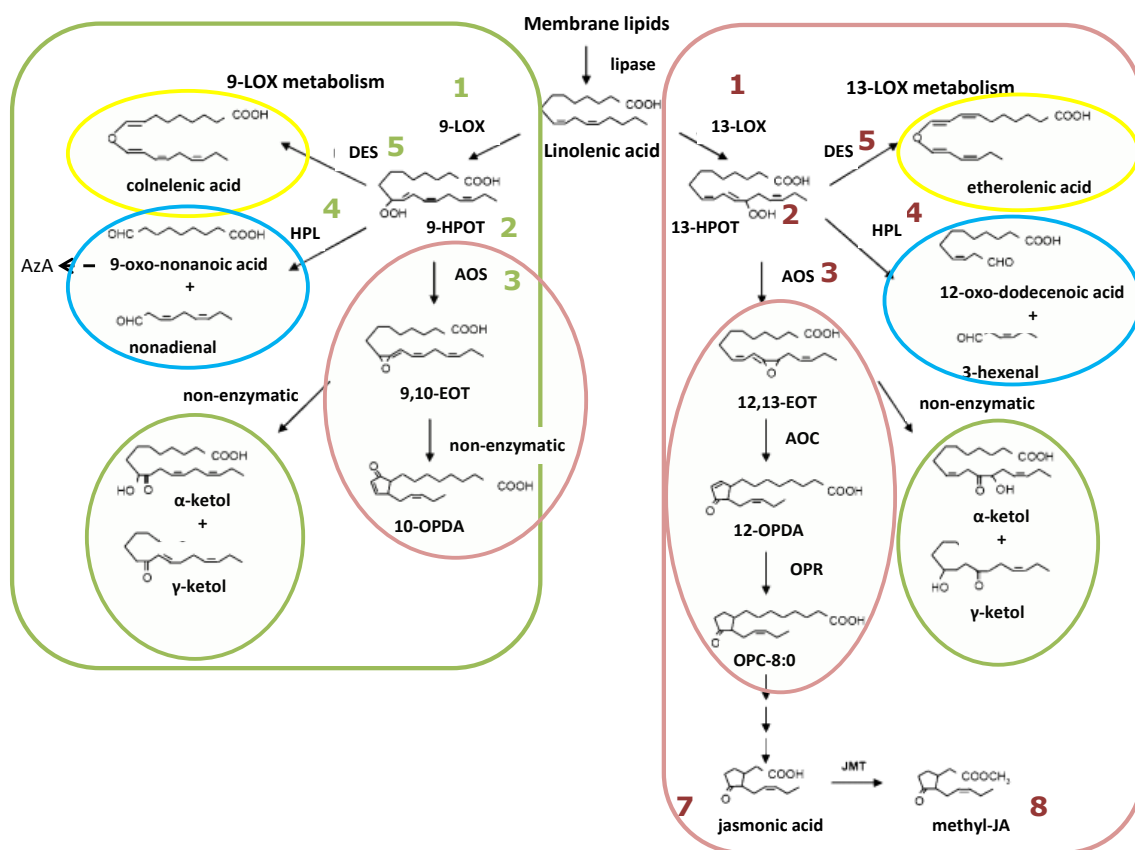 Membrane lipids
lipase
9-LOX metabolism
1
9-LOX
COOH
Linolenic acid
1
13-LOX metabolism
13-LOX
COOH
O
colnelenic acid
DES
5
COOH
OOH
9-HPOT
2
4
HPL
OHC
COOH
9-oxo-nonanoic acid
AzA
+
OHC
nonadienal
AOS
3
COOH
O
9,10-EOT
non-enzymatic
non-enzymatic
O
COOH
10-OPDA
COOH
HO
O
α-ketol
+
O
γ-ketol
COOH
OOH
13-HPOT
2
DES
5
COOH
O
etherolenic acid
4
HPL
COOH
CHO
12-oxo-dodecenoic acid
+
OHC
3-hexenal
AOS
3
COOH
O
12,13-EOT
non-enzymatic
AOC
COOH
O
12-OPDA
OPR
COOH
O
OPC-8:0
COOH
O
OH
α-ketol
+
HO
O
γ-ketol
7
COOH
O
jasmonic acid
JMT
COOCH3
O
methyl-JA
8